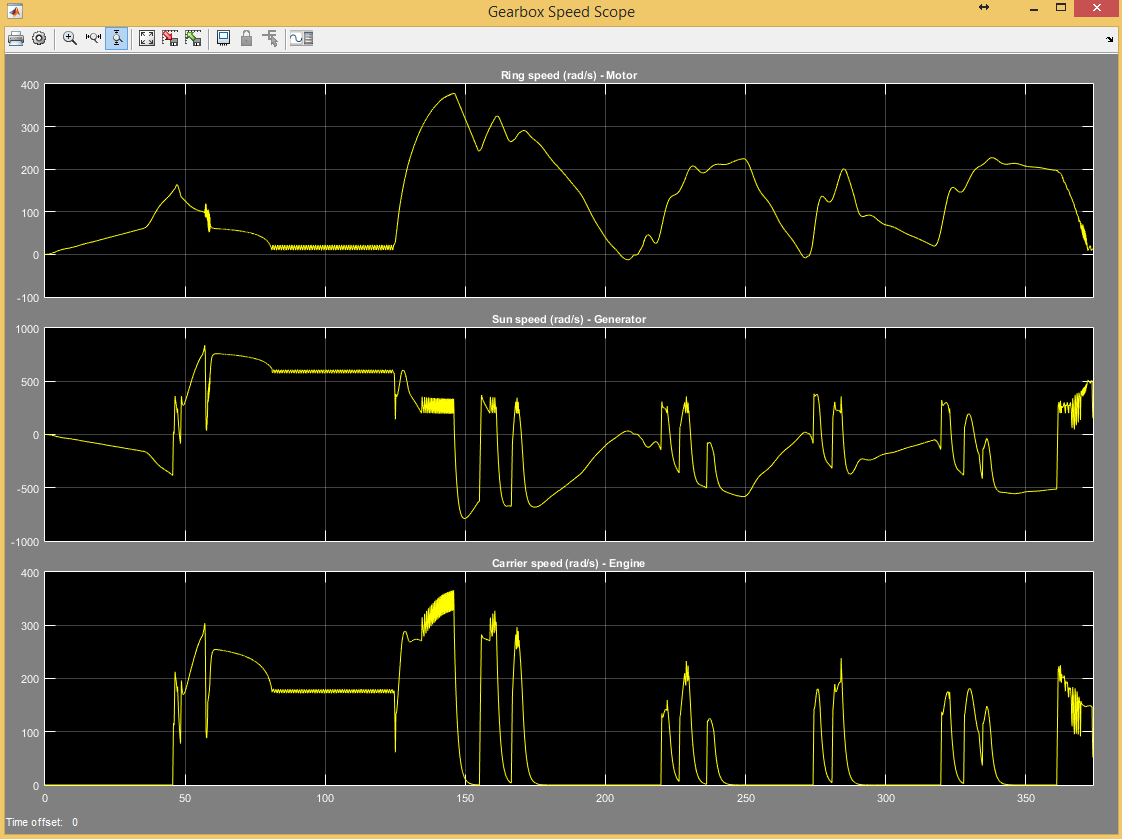 Gearbox Speed Scope
Ring speed (rad/s) - Motor
400
300
200
100
0
-100
Sun speed (rad/s) - Generator
1000
500
0
-500
-1000
Carrier speed (rad/s) - Engine
400
300
200
100
0
0 50 100 150 200 250 300 350
Time offset: 0